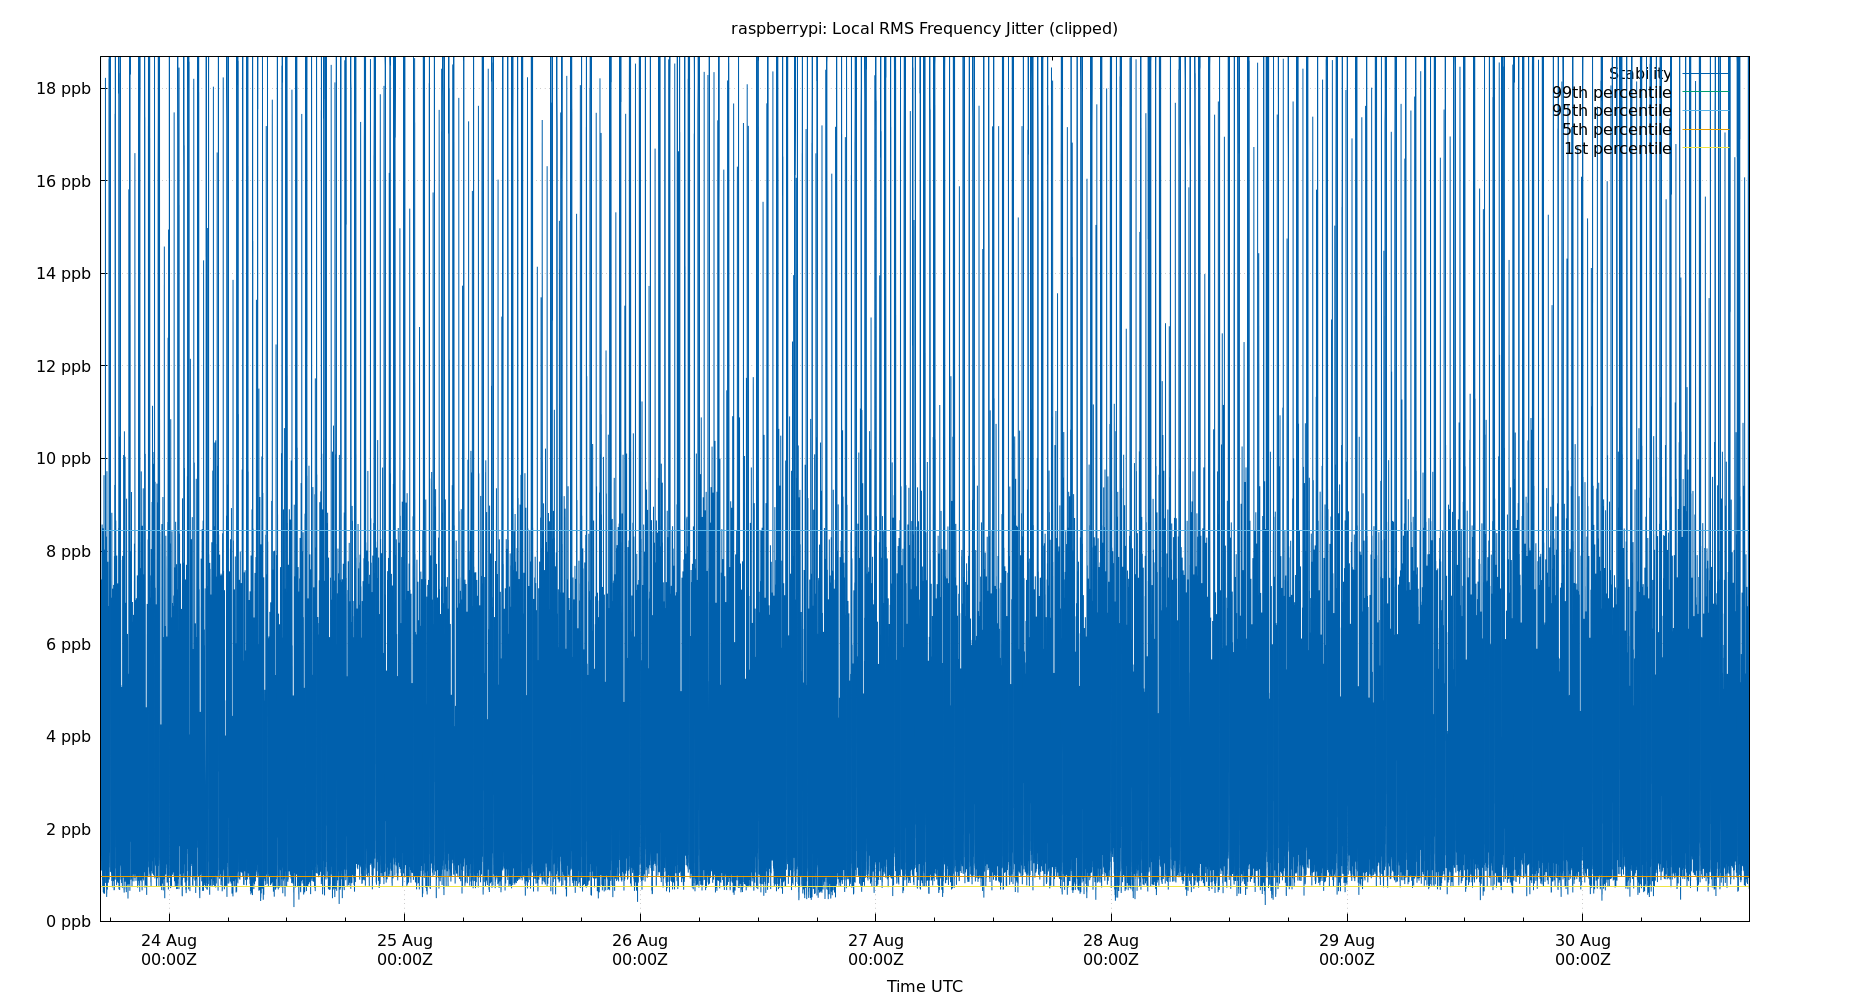 raspberrypi: Local RMS Frequency Jitter (clipped)
Stability
99th percentile
95th percentile
5th percentile
1st percentile
18 ppb
16 ppb
14 ppb
12 ppb
10 ppb
8 ppb
6 ppb
4 ppb
2 ppb
0 ppb
24 Aug 25 Aug 26 Aug 27 Aug 28 Aug 29 Aug 30 Aug
00:00Z 00:00Z 00:00Z 00:00Z 00:00Z 00:00Z 00:00Z
Time UTC